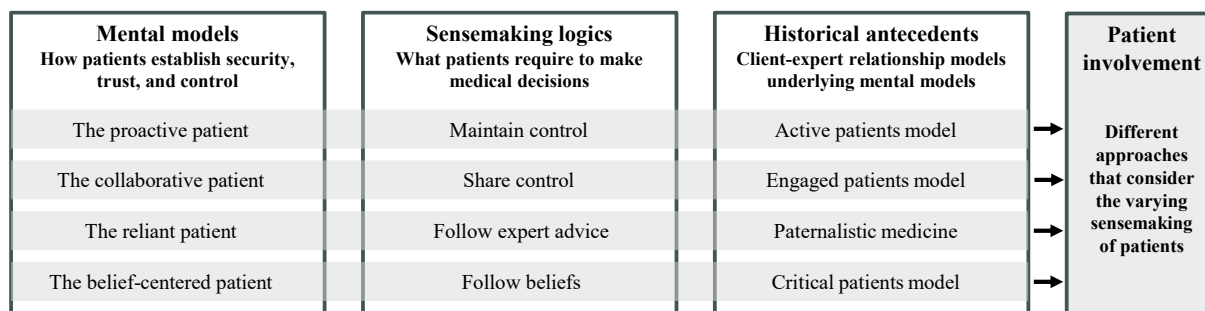 Mental models
How patients establish security,
trust, and control
The proactive patient
The collaborative patient
The reliant patient
The belief-centered patient
Sensemaking logics
What patients require to make
medical decisions
Maintain control
Share control
Follow expert advice
Follow beliefs
Historical antecedents
Client-expert relationship models
underlying mental models
Active patients model
Engaged patients model
Paternalistic medicine
Critical patients model
Patient
involvement
Different
approaches
that consider
the varying
sensemaking
of patients